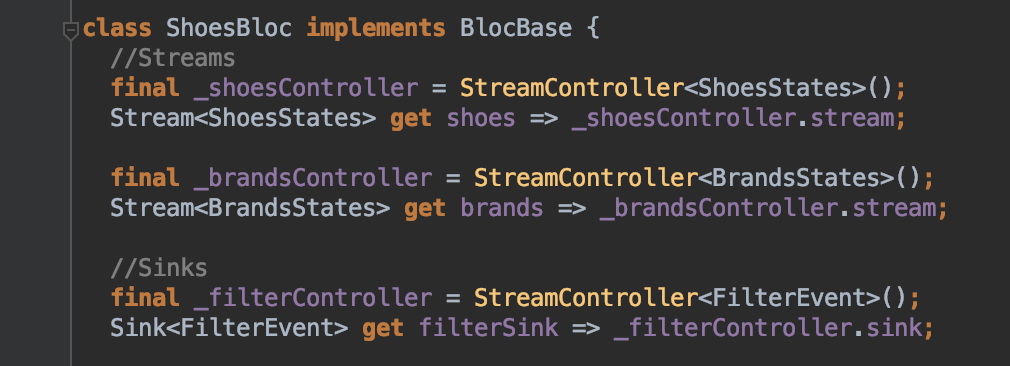 class ShoesBloc implements BlocBase {
//Streams
final _shoesController = StreamController<ShoesStates>();
Stream<ShoesStates> get shoes => _shoesController.stream;
final _brandsController = StreamController<BrandsStates>();
Stream<BrandsStates> get brands => _brandsController.stream;
//Sinks
final _filterController = StreamController<FilterEvent>();
Sink<FilterEvent> get filterSink => _filterController.sink;